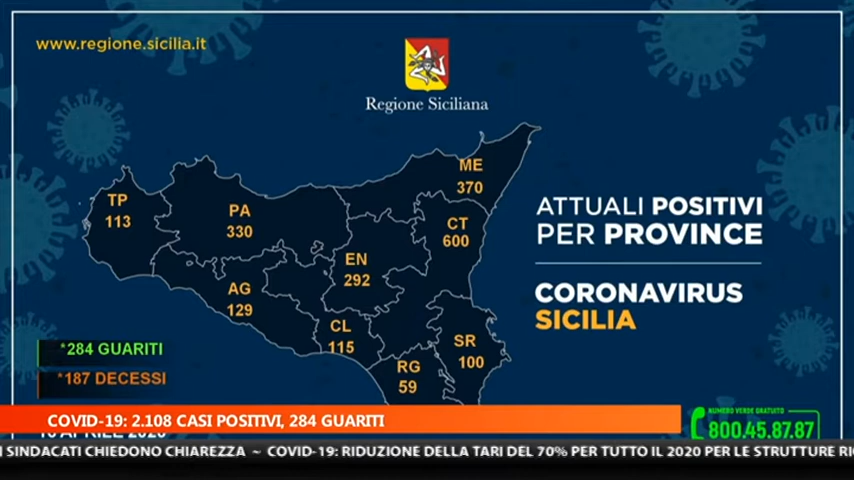 www.regione.sicilia.it
Regione Siciliana
ATTUALI POSITIVI
PER PROVINCE
CORONAVIRUS
SICILIA
ME
370
TP
113
PA
330
CT
600
EN
292
AG
129
CL
115
SR
100
RG
59
*284 GUARITI
*187 DECESSI
COVID-19: 2.108 CASI POSITIVI, 284 GUARITI
NUMERO VERDE GRATUITO
800.45.87.87
APRILE
I SINDACATI CHIEDONO CHIAREZZA ~ COVID-19: RIDUZIONE DELLA TARI DEL 70% PER TUTTO IL 2020 PER LE STRUTTURE